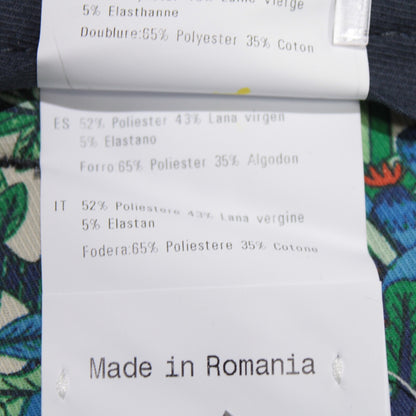 5% Elasthanne
Doublure:65% Polyester 35% Coton
ES 52% Poliester 43% Lana virgen
5% Elastano
Forro:65% Poliester 35% Algodon
IT 52% Poliestere 43% Lana vergine
5% Elastan
Fodera:65% Poliestere 35% Cotone
Made in Romania